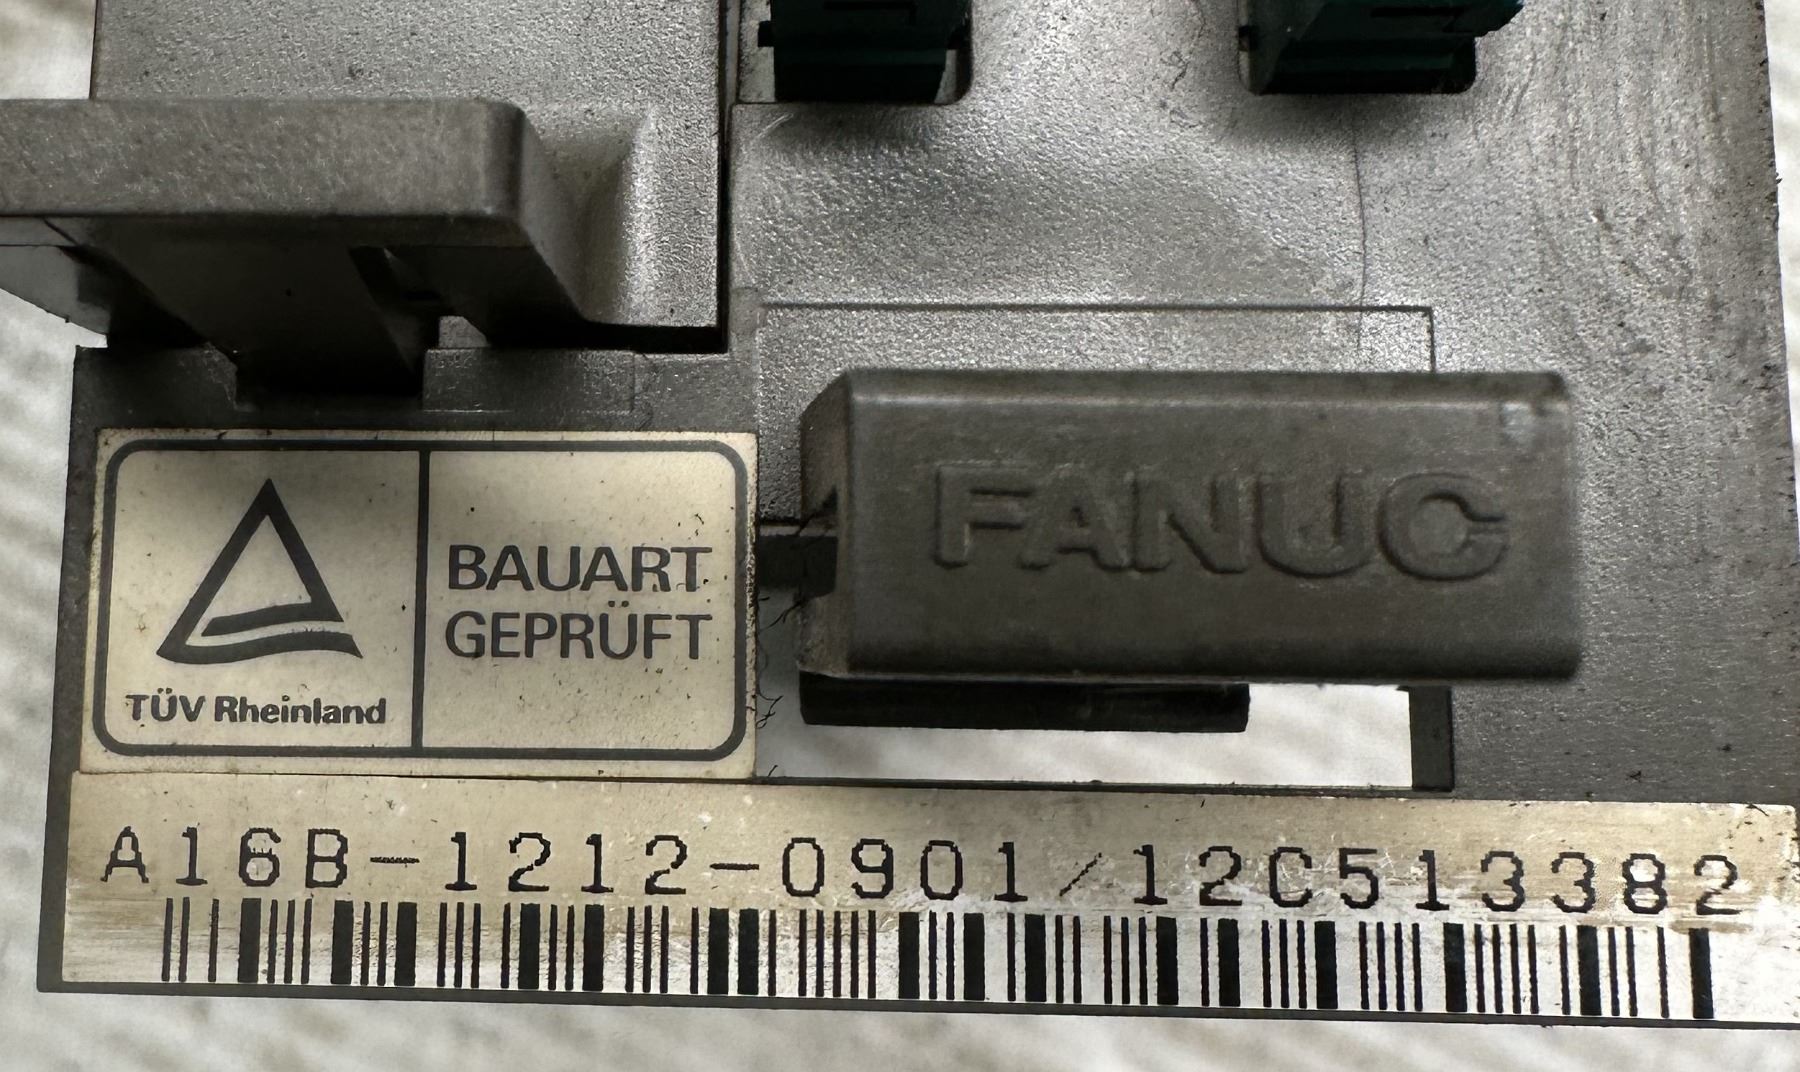 FANUC
BAUART
GEPRÜFT
TÜV Rheinland
A16B-1212-0901/12C513382